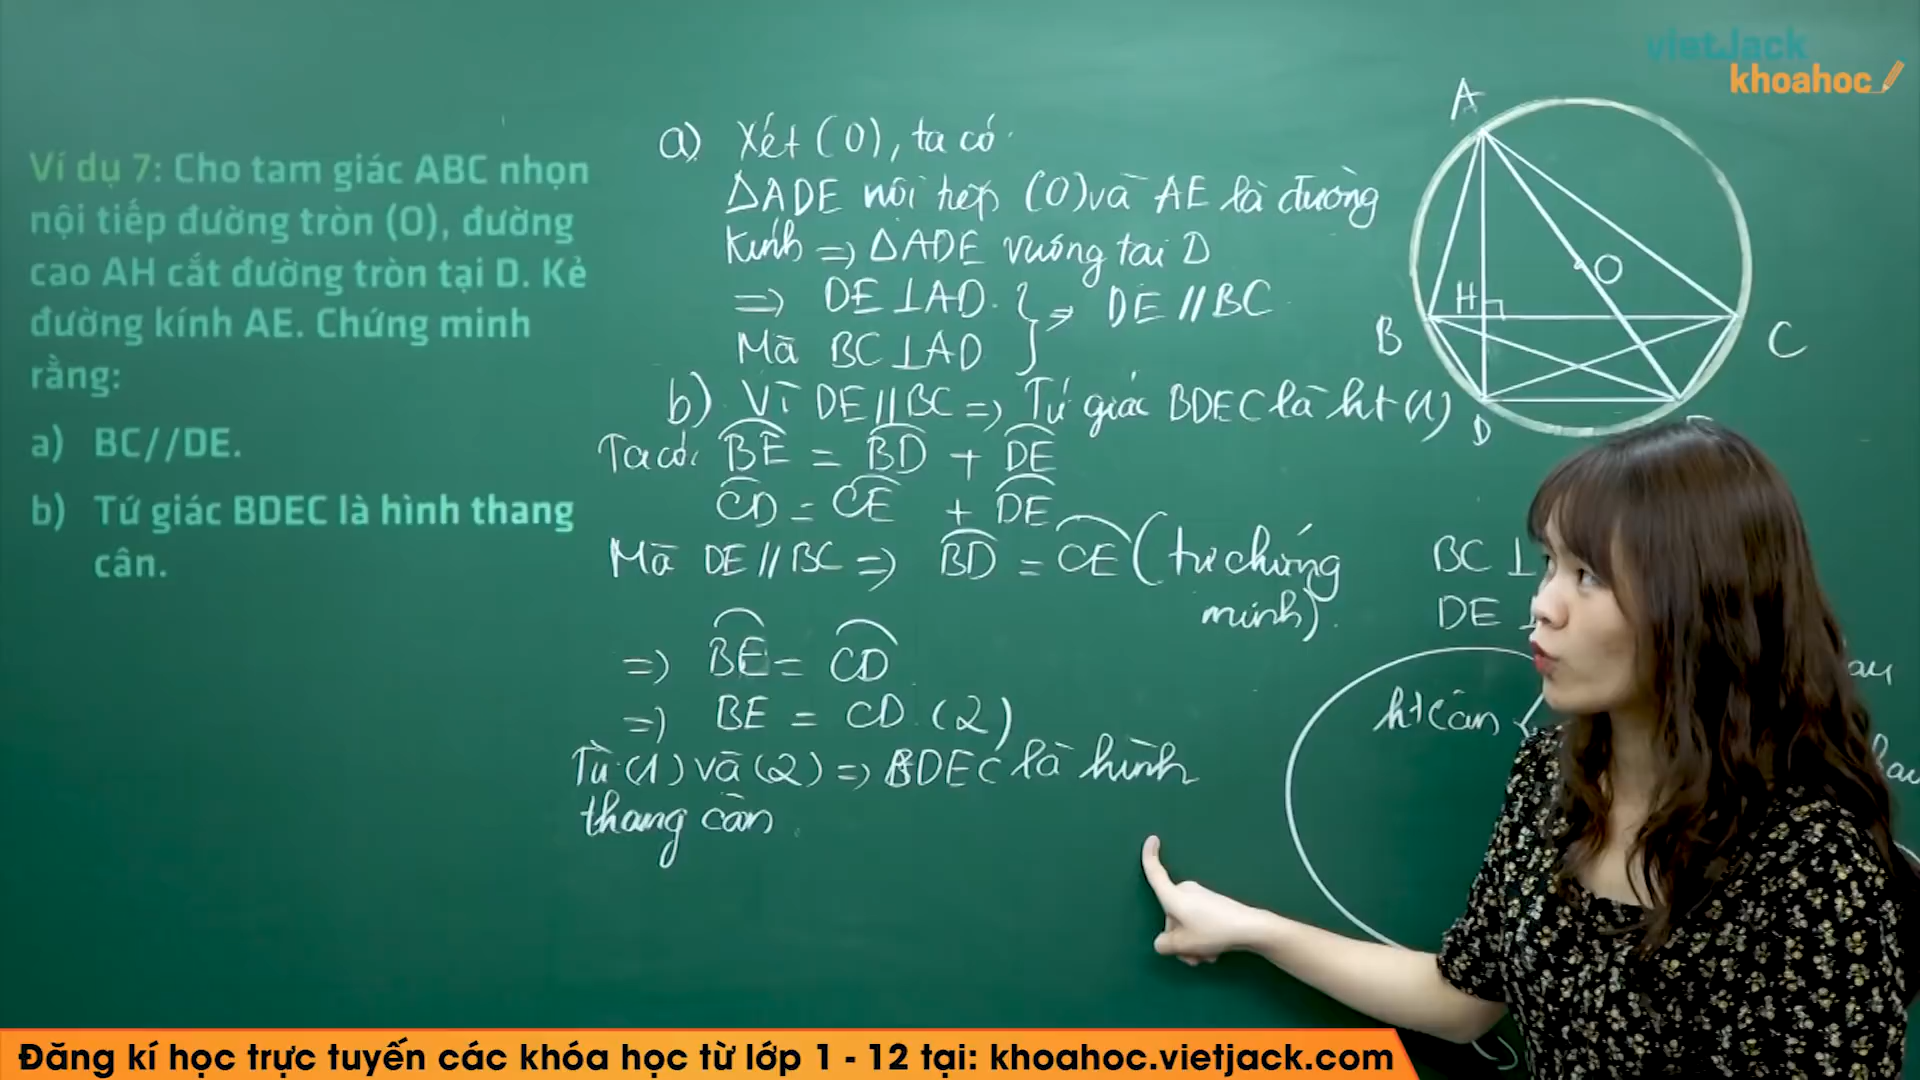 vietJack
khoahoc
Ví dụ 7: Cho tam giác ABC nhọn
nội tiếp đường tròn (O), đường
cao AH cắt đường tròn tại D. Kẻ
đường kính AE. Chứng minh
rằng:
a) BC//DE.
b) Tứ giác BDEC là hình thang
cân.
a) Xét (O), ta có
ΔADE nội tiếp (O) và AE là đường
kính => ΔADE vuông tại D
=> DE⊥AD. } => DE // BC
Mà BC⊥AD
b) Vì DE // BC => Tứ giác BDEC là ht (1)
Ta có: BE = BD + DE
CD = CE + DE
Mà DE // BC => BD = CE (tự chứng
minh).
=> BE = CD
=> BE = CD (2)
Từ (1) và (2) => BDEC là hình
thang cân.
A
O
H
B
C
D
BC ⊥
DE ⊥
au
ht cân {
hau
Đăng kí học trực tuyến các khóa học từ lớp 1 - 12 tại: khoahoc.vietjack.com